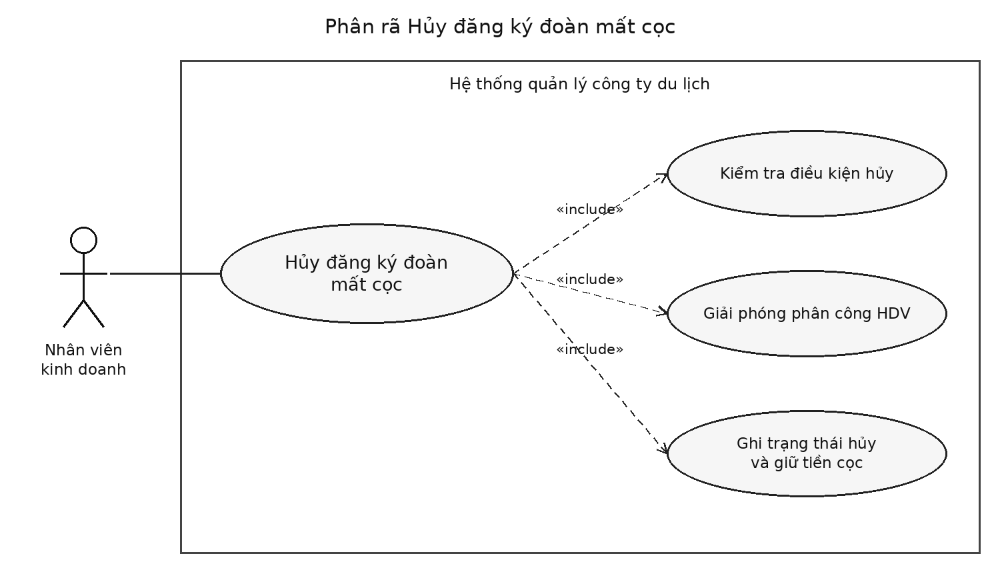 Phân rã Hủy đăng ký đoàn mất cọc
Hệ thống quản lý công ty du lịch
Kiểm tra điều kiện hủy
«include»
Hủy đăng ký đoàn
mất cọc
«include»
Giải phóng phân công HDV
«include»
Nhân viên
kinh doanh
Ghi trạng thái hủy
và giữ tiền cọc